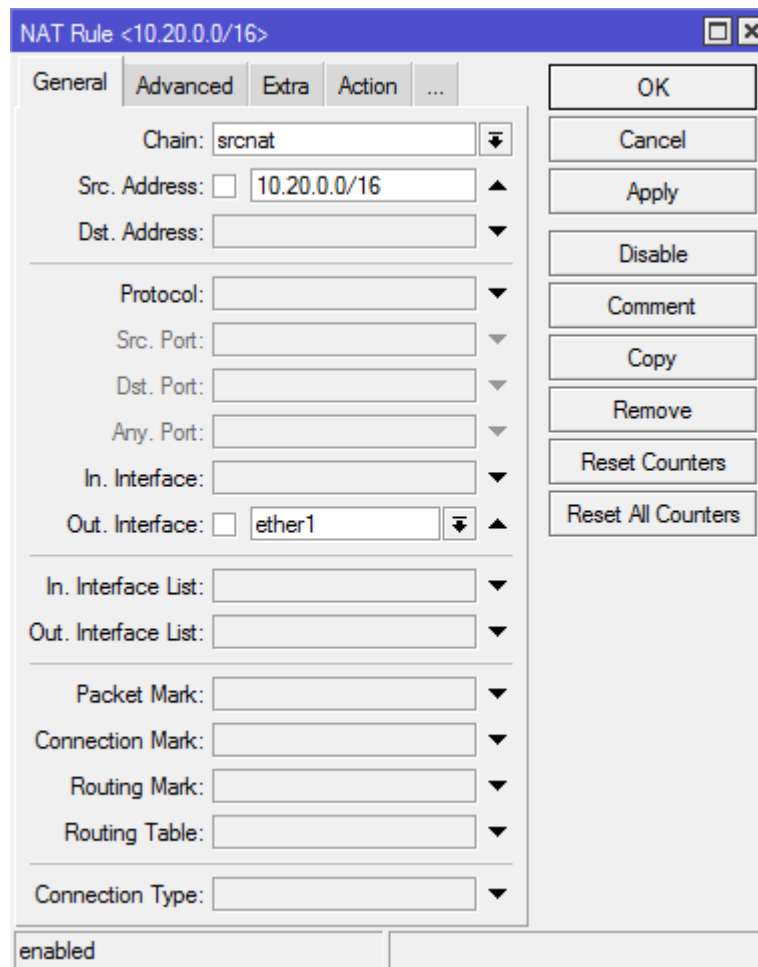 NAT Rule <10.20.0.0/16>
General Advanced Extra Action ...
Chain: srcnat
Src. Address: 10.20.0.0/16
Dst. Address:
Protocol:
Src. Port:
Dst. Port:
Any. Port:
In. Interface:
Out. Interface: ether1
In. Interface List:
Out. Interface List:
Packet Mark:
Connection Mark:
Routing Mark:
Routing Table:
Connection Type:
OK
Cancel
Apply
Disable
Comment
Copy
Remove
Reset Counters
Reset All Counters
enabled